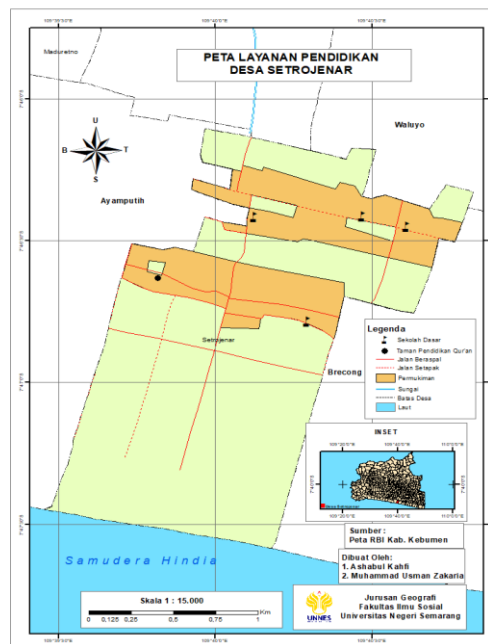 PETA LAYANAN PENDIDIKAN
DESA SETROJENAR
Madureno
Waluyo
U
B T
S
Ayamputih
Setrojenar
Brecong
Legenda
Sekolah Dasar
Taman Pendidikan Qur'an
Jalan Beraspal
Jalan Setapak
Permukiman
Sungai
Batas Desa
Laut
INSET
Samudera Hindia
Sumber :
Peta RBI Kab. Kebumen
Dibuat Oleh:
1. Ashabul Kahfi
2. Muhammad Usman Zakaria
Skala 1 : 15.000
Km
0 0,125 0,25 0,5 0,75 1
UNNES
Jurusan Geografi
Fakultas Ilmu Sosial
Universitas Negeri Semarang